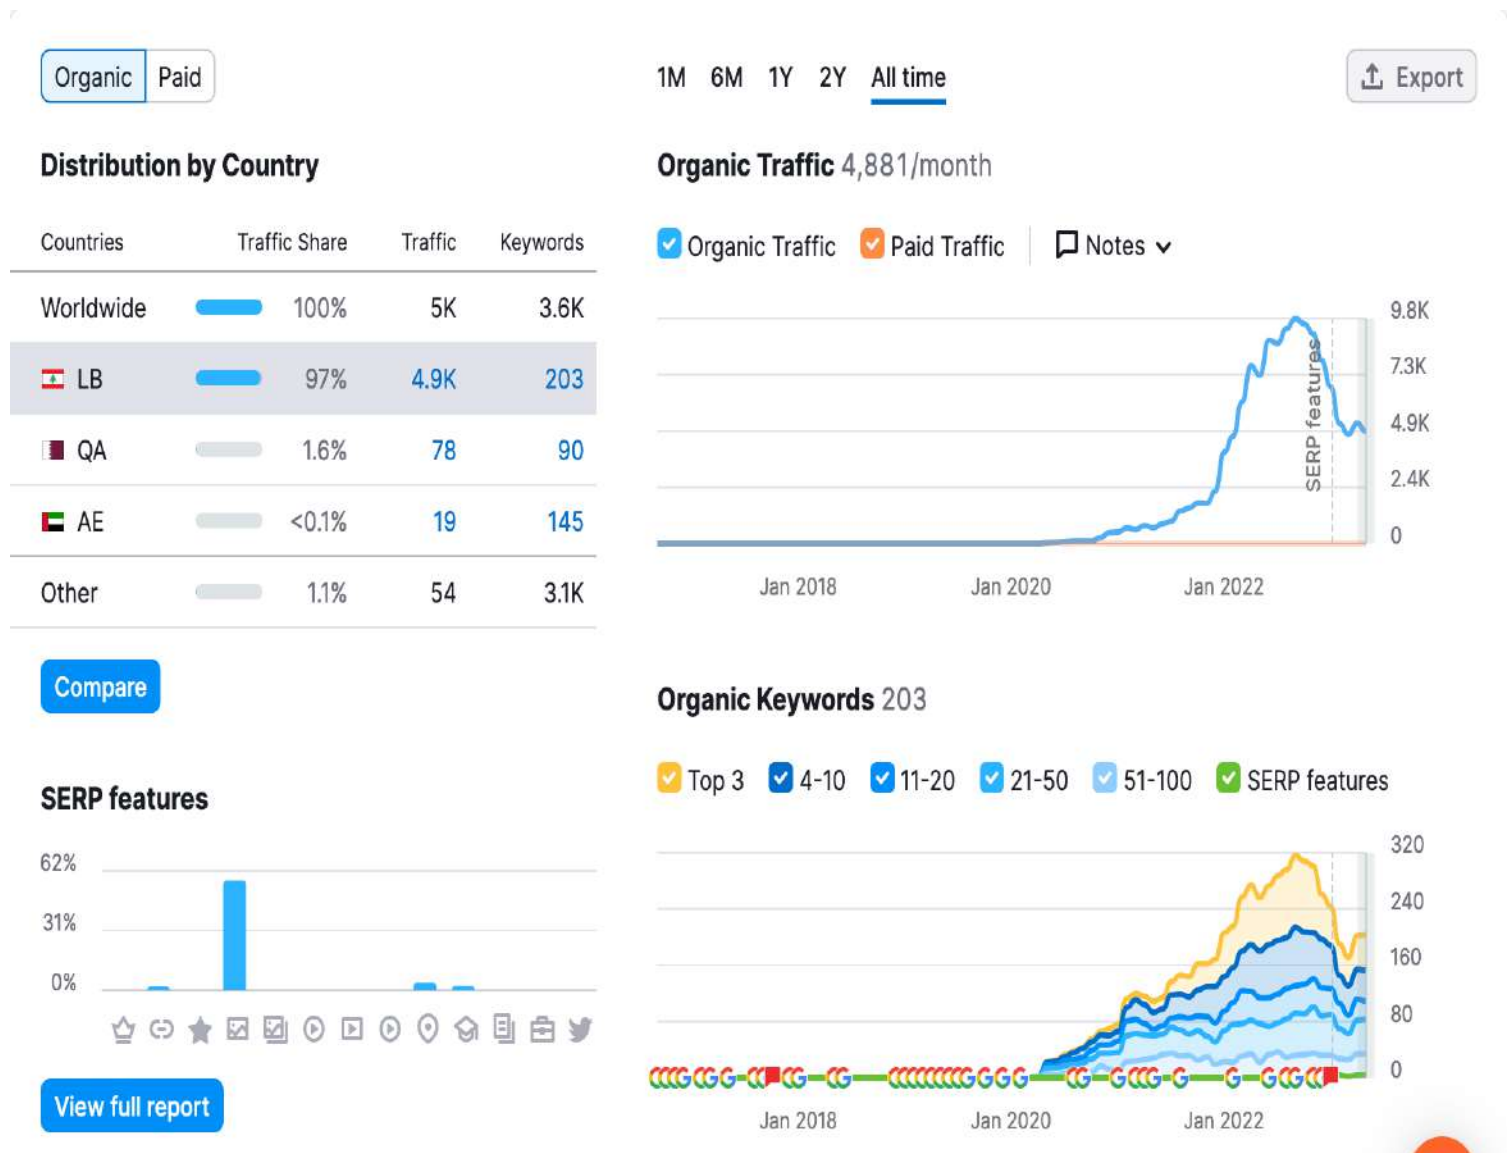 Organic Paid
Distribution by Country
Countries Traffic Share Traffic Keywords
Worldwide 100% 5K 3.6K
LB 97% 4.9K 203
QA 1.6% 78 90
AE <0.1% 19 145
Other 1.1% 54 3.1K
Compare
SERP features
62%
31%
0%
View full report
1M 6M 1Y 2Y All time
Export
Organic Traffic 4,881/month
Organic Traffic Paid Traffic Notes
9.8K
7.3K
4.9K
2.4K
0
SERP features
Jan 2018 Jan 2020 Jan 2022
Organic Keywords 203
Top 3 4-10 11-20 21-50 51-100 SERP features
320
240
160
80
0
Jan 2018 Jan 2020 Jan 2022